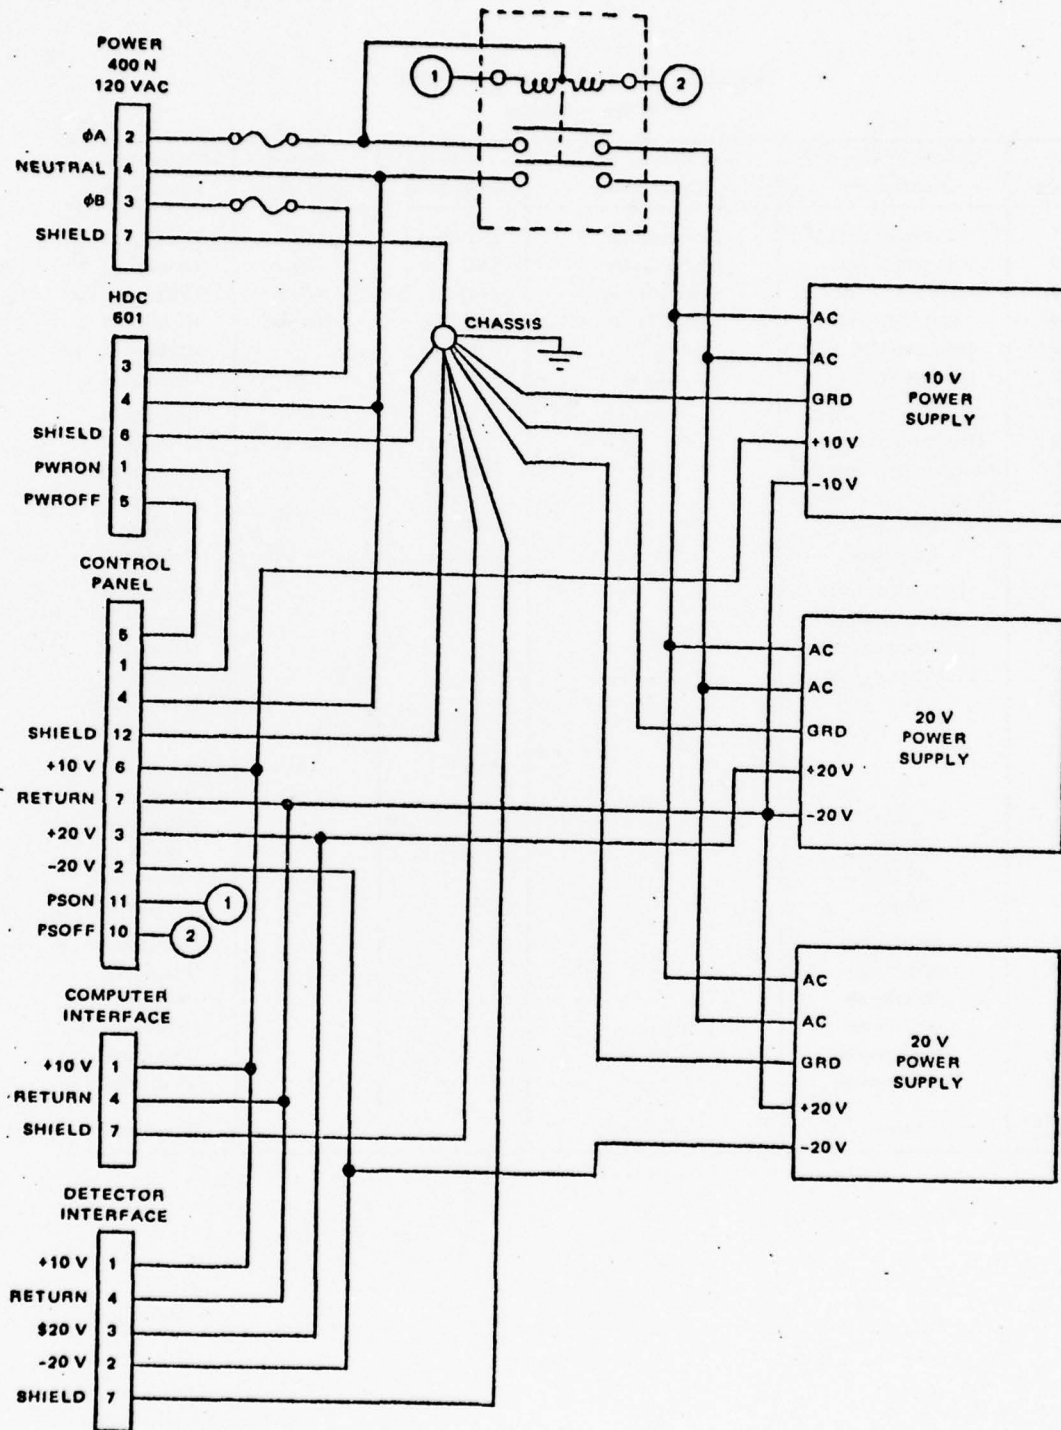 POWER
400 N
120 VAC
φA 2
NEUTRAL 4
φB 3
SHIELD 7
1
2
HDC
601
3
4
SHIELD 6
PWRON 1
PWROFF 5
CHASSIS
CONTROL
PANEL
5
1
4
SHIELD 12
+10 V 6
RETURN 7
+20 V 3
-20 V 2
PSON 11 1
PSOFF 10 2
COMPUTER
INTERFACE
+10 V 1
RETURN 4
SHIELD 7
DETECTOR
INTERFACE
+10 V 1
RETURN 4
$20 V 3
-20 V 2
SHIELD 7
AC
AC
GRD
+10 V
-10 V
10 V
POWER
SUPPLY
AC
AC
GRD
+20 V
-20 V
20 V
POWER
SUPPLY
AC
AC
GRD
+20 V
-20 V
20 V
POWER
SUPPLY